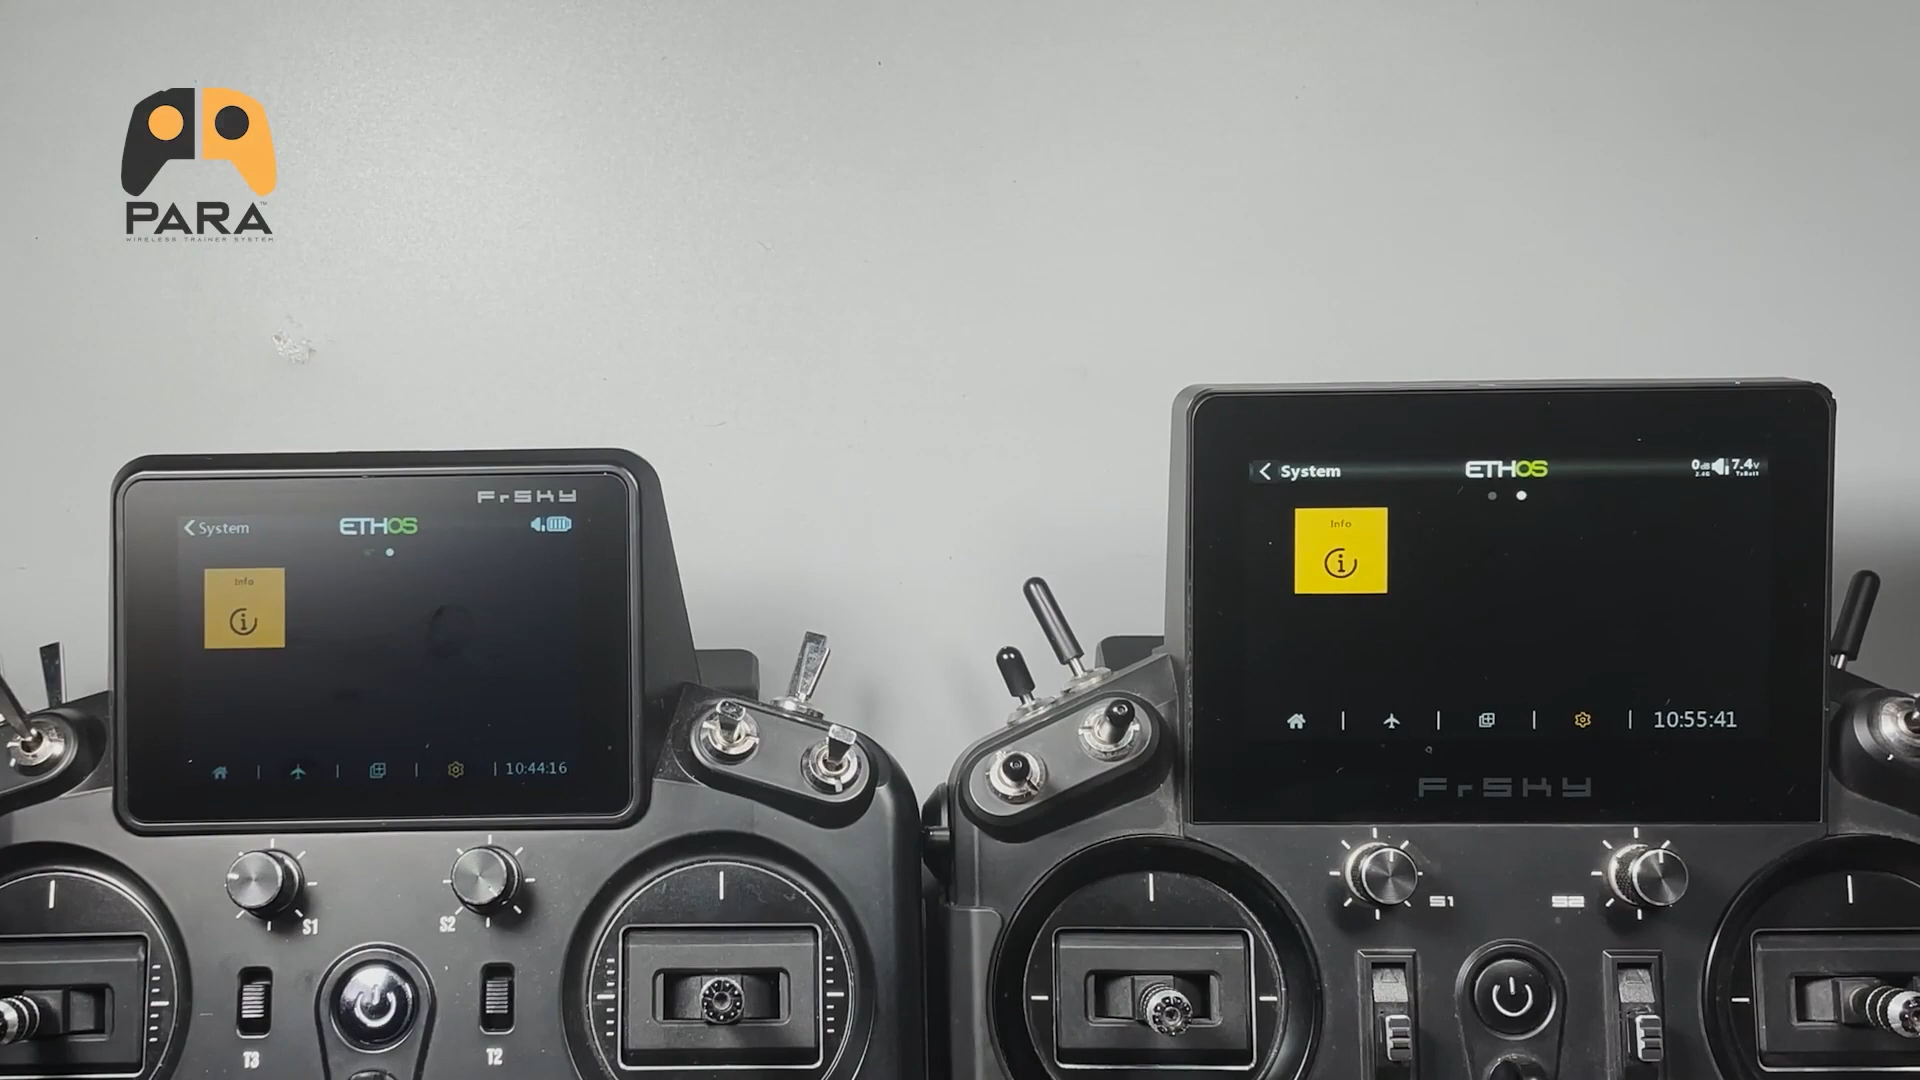 PARA™
WIRELESS TRAINER SYSTEM
FrSKY
System
ETHOS
Info
10:44:16
S1
S2
T3
T2
System
ETHOS
0dB
2.4G
7.4V
TxBatt
Info
10:55:41
FrSKY
S1
S2